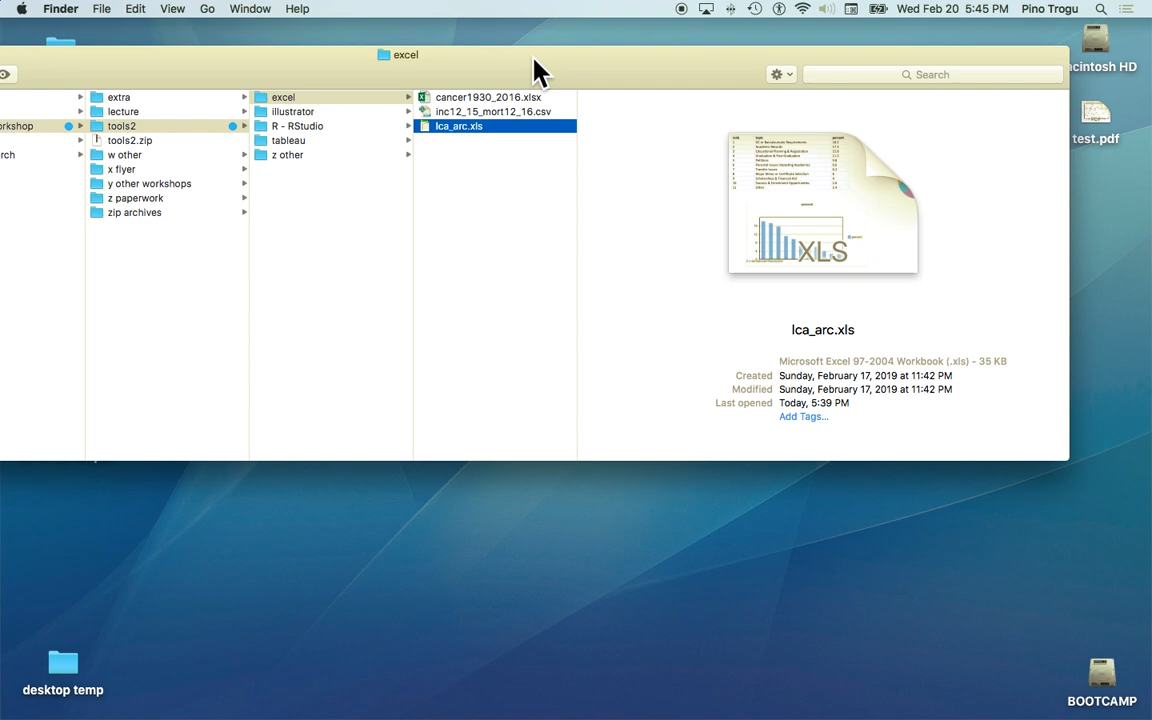 Finder File Edit View Go Window Help Wed Feb 20 5:45 PM Pino Trogu
excel
Search
extra
lecture
orkshop
tools2
tools2.zip
rch
w other
x flyer
y other workshops
z paperwork
zip archives
excel
illustrator
R - RStudio
tableau
z other
cancer1930_2016.xlsx
inc12_15_mort12_16.csv
lca_arc.xls
XLS
lca_arc.xls
Microsoft Excel 97-2004 Workbook (.xls) - 35 KB
Created Sunday, February 17, 2019 at 11:42 PM
Modified Sunday, February 17, 2019 at 11:42 PM
Last opened Today, 5:39 PM
Add Tags...
acintosh HD
test.pdf
desktop temp
BOOTCAMP